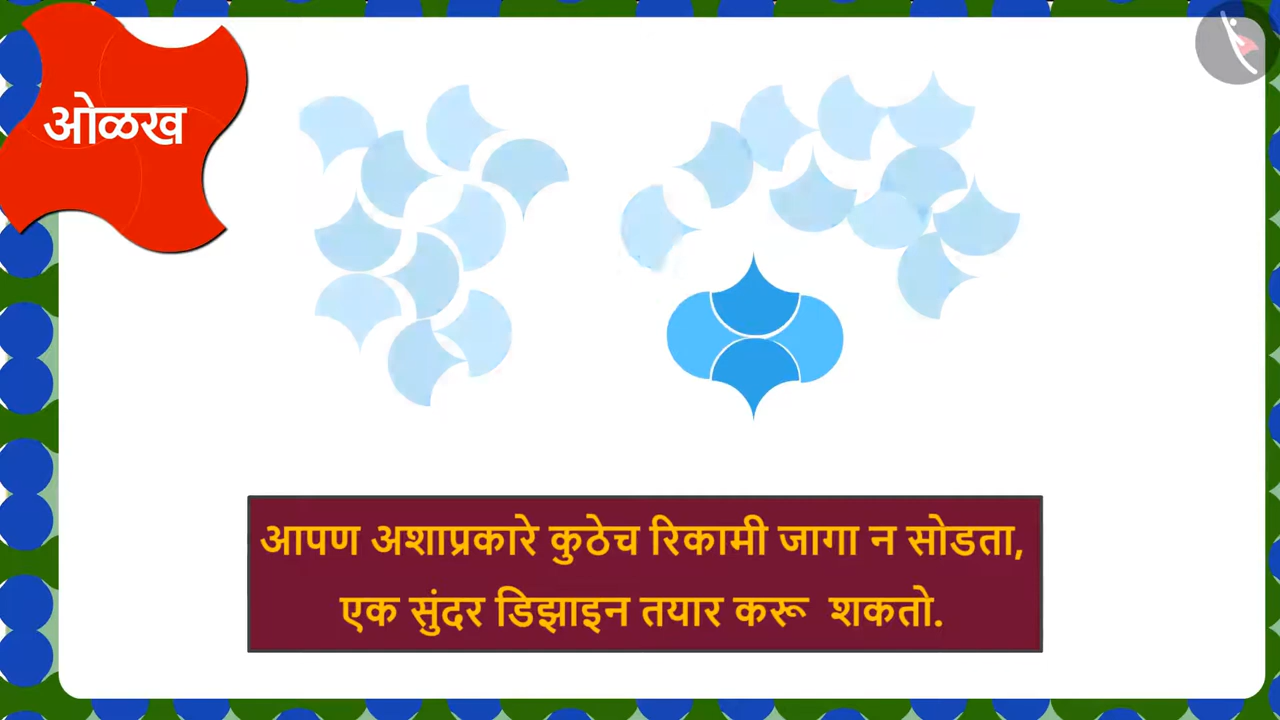 ओळख
आपण अशाप्रकारे कुठेच रिकामी जागा न सोडता,
एक सुंदर डिझाइन तयार करू शकतो.